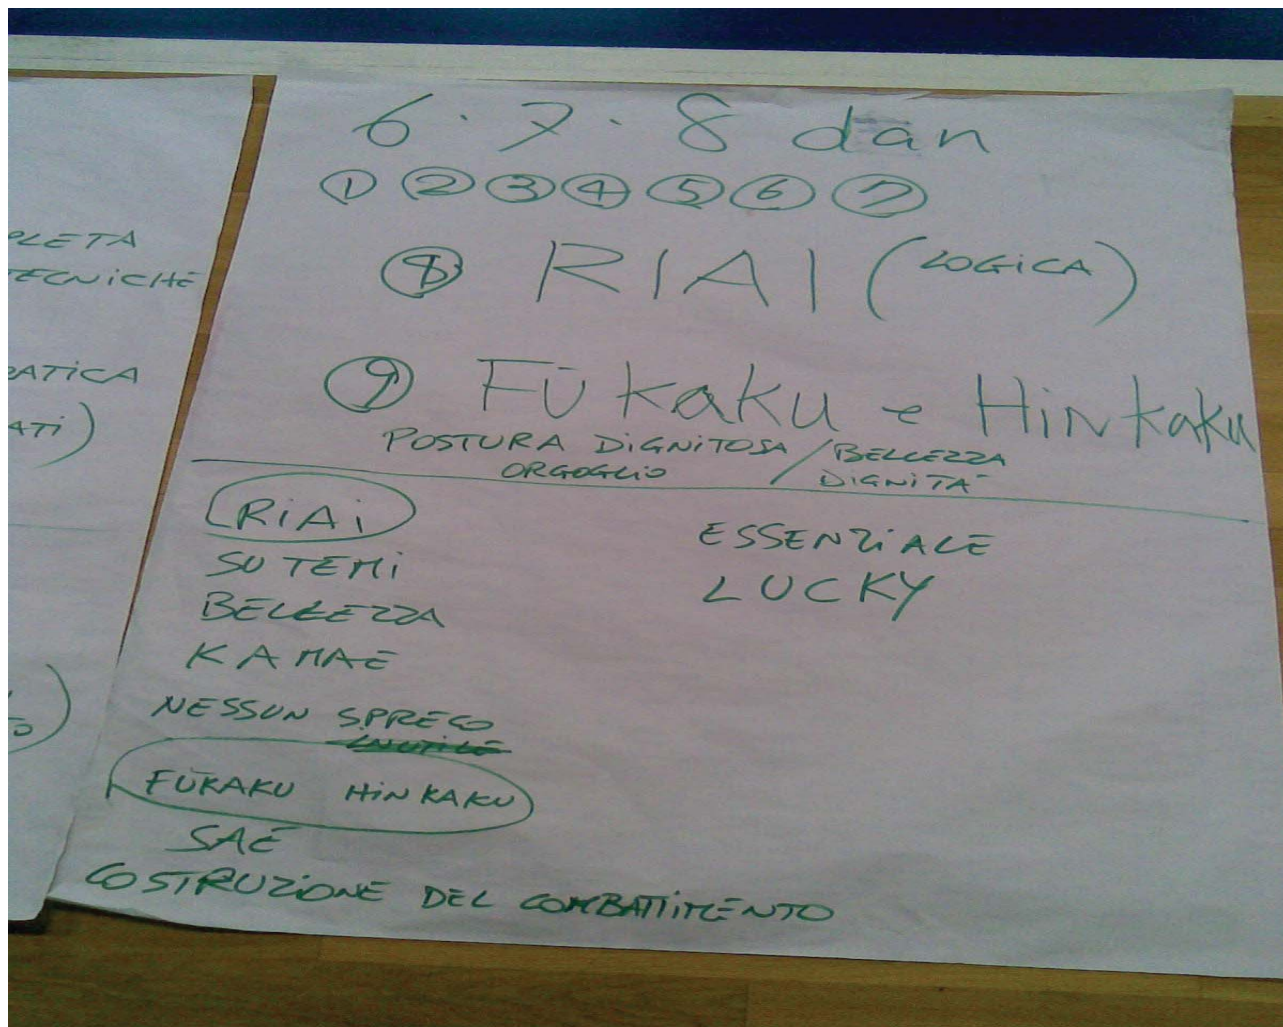 6 · 7 · 8 dan
① ② ③ ④ ⑤ ⑥ ⑦
⑧ RIAI (LOGICA)
⑨ Fūkaku e Hinkaku
POSTURA DIGNITOSA / BELLEZZA
ORGOGLIO DIGNITÀ
RIAI
SUTEMI
BELLEZZA
KAMAE
NESSUN SPRECO
INUTILE
FŪKAKU HINKAKU
SAE
COSTRUZIONE DEL COMBATTIMENTO
ESSENZIALE
LUCKY
PLETA
TECNICHE
RATICA
ATI)